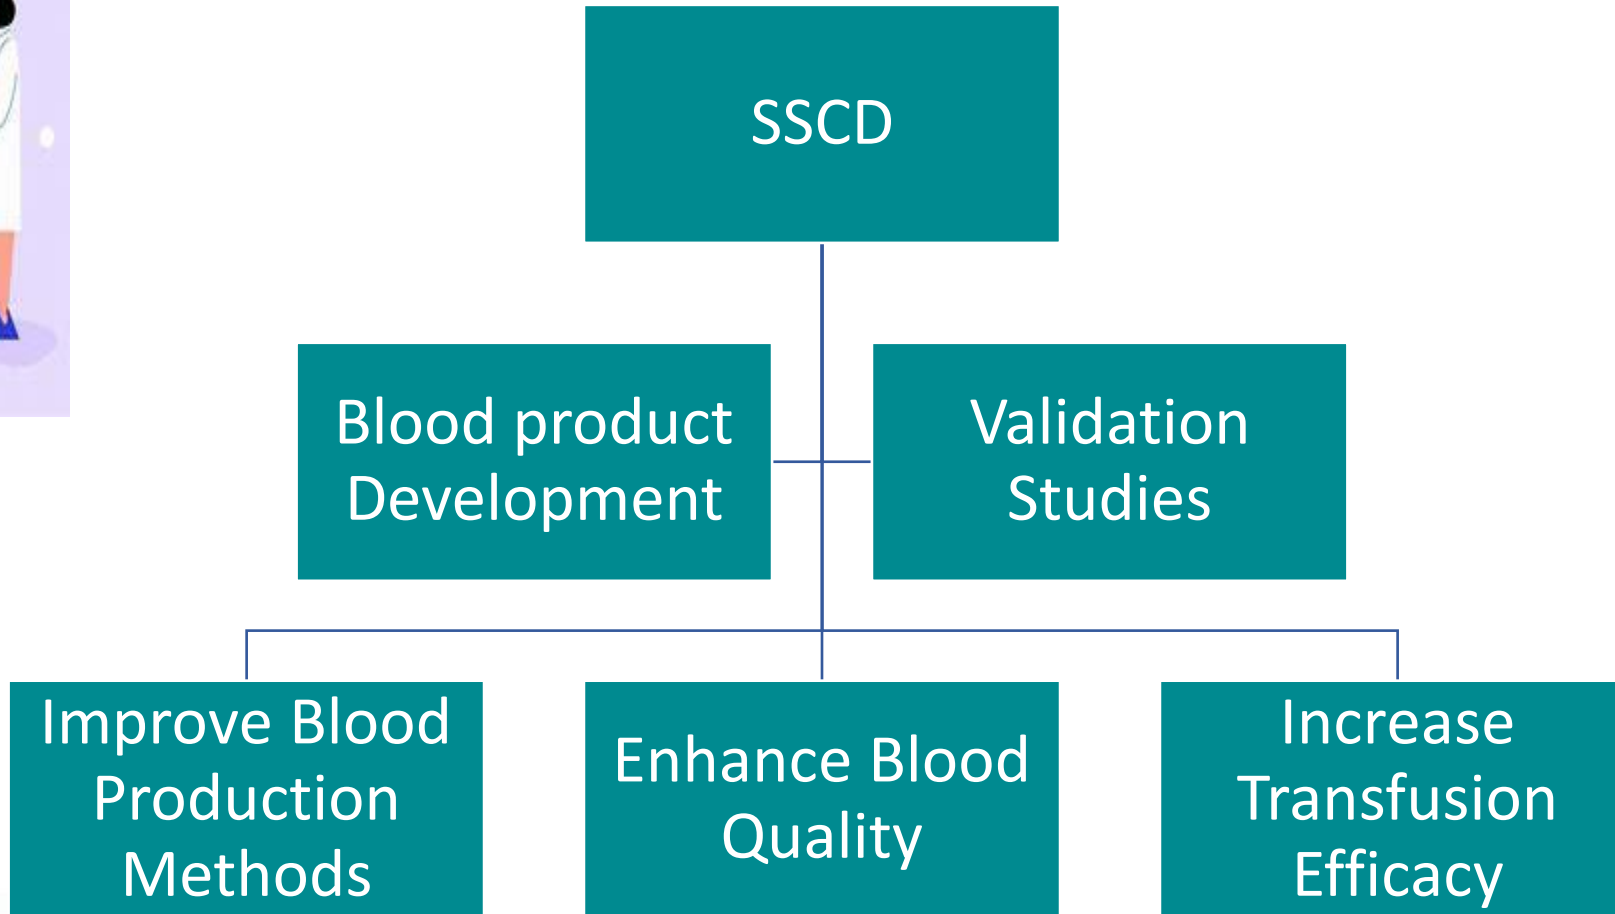 SSCD
Blood product
Development
Validation
Studies
Improve Blood
Production
Methods
Enhance Blood
Quality
Increase
Transfusion
Efficacy